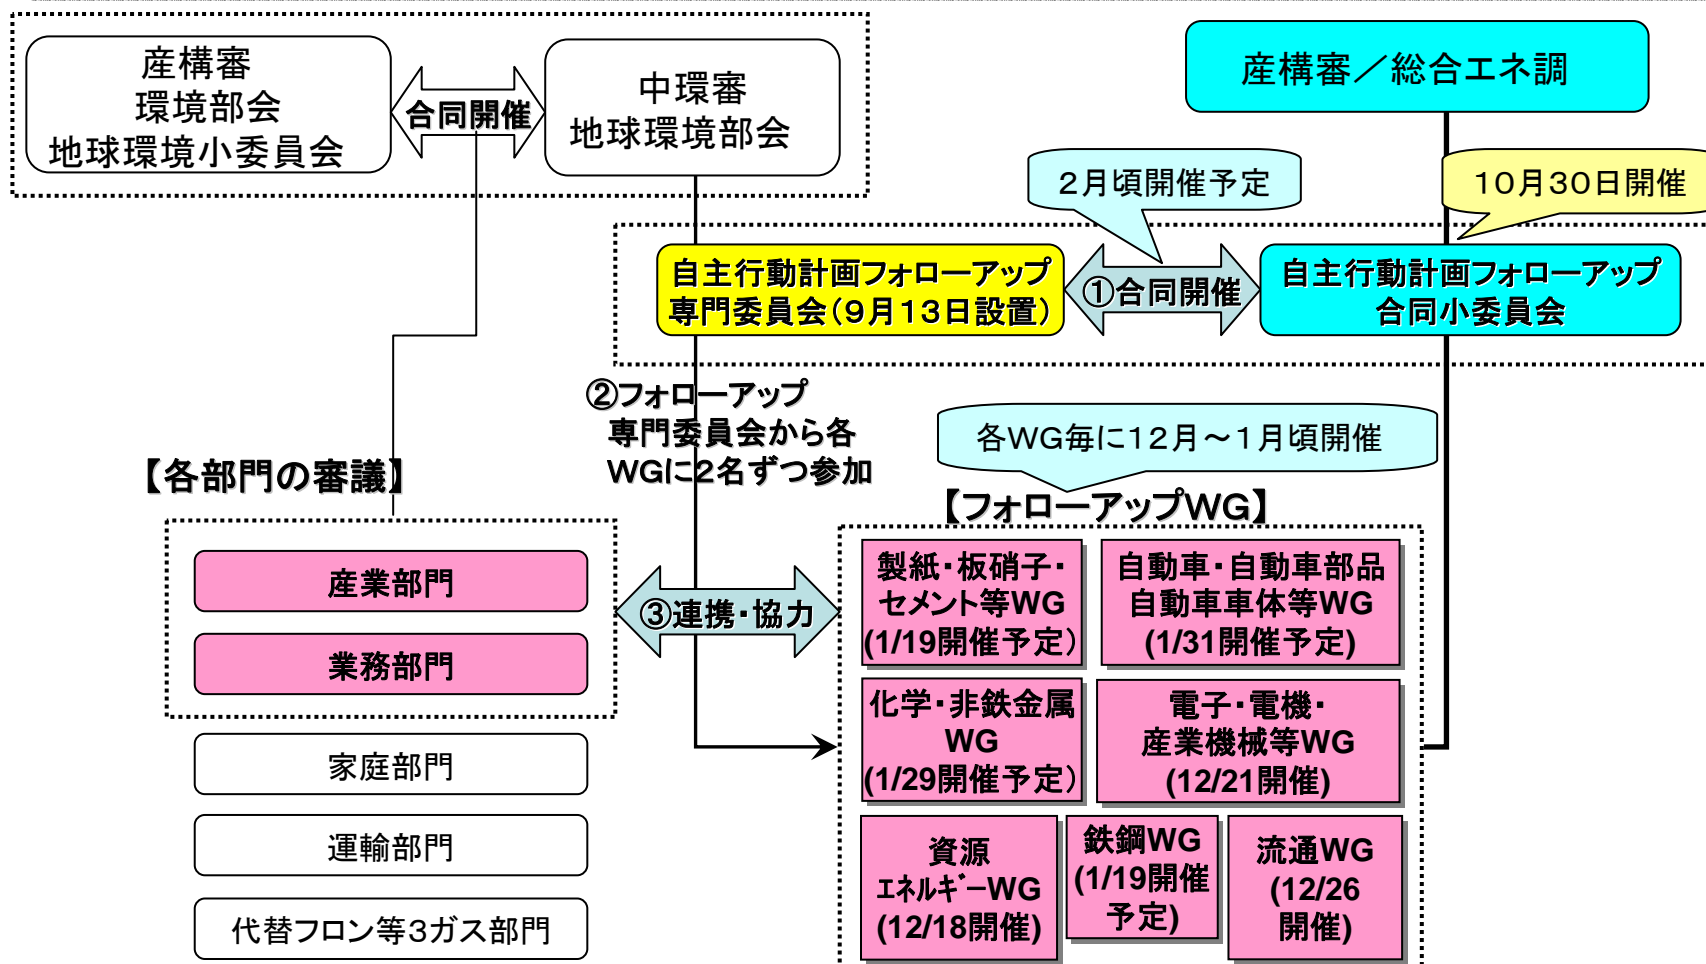 産構審
環境部会
地球環境小委員会
合同開催
中環審
地球環境部会
産構審／総合エネ調
２月頃開催予定
１０月３０日開催
自主行動計画フォローアップ
専門委員会（９月１３日設置）
①合同開催
自主行動計画フォローアップ
合同小委員会
②フォローアップ
専門委員会から各
ＷＧに２名ずつ参加
各ＷＧ毎に１２月～１月頃開催
【各部門の審議】
【フォローアップＷＧ】
産業部門
業務部門
家庭部門
運輸部門
代替フロン等３ガス部門
③連携・協力
製紙・板硝子・
セメント等WG
(1/19開催予定)
自動車・自動車部品
自動車車体等WG
(1/31開催予定)
化学・非鉄金属
WG
(1/29開催予定)
電子・電機・
産業機械等WG
(12/21開催)
資源
ｴﾈﾙｷﾞｰWG
(12/18開催)
鉄鋼WG
(1/19開催
予定)
流通WG
(12/26
開催)